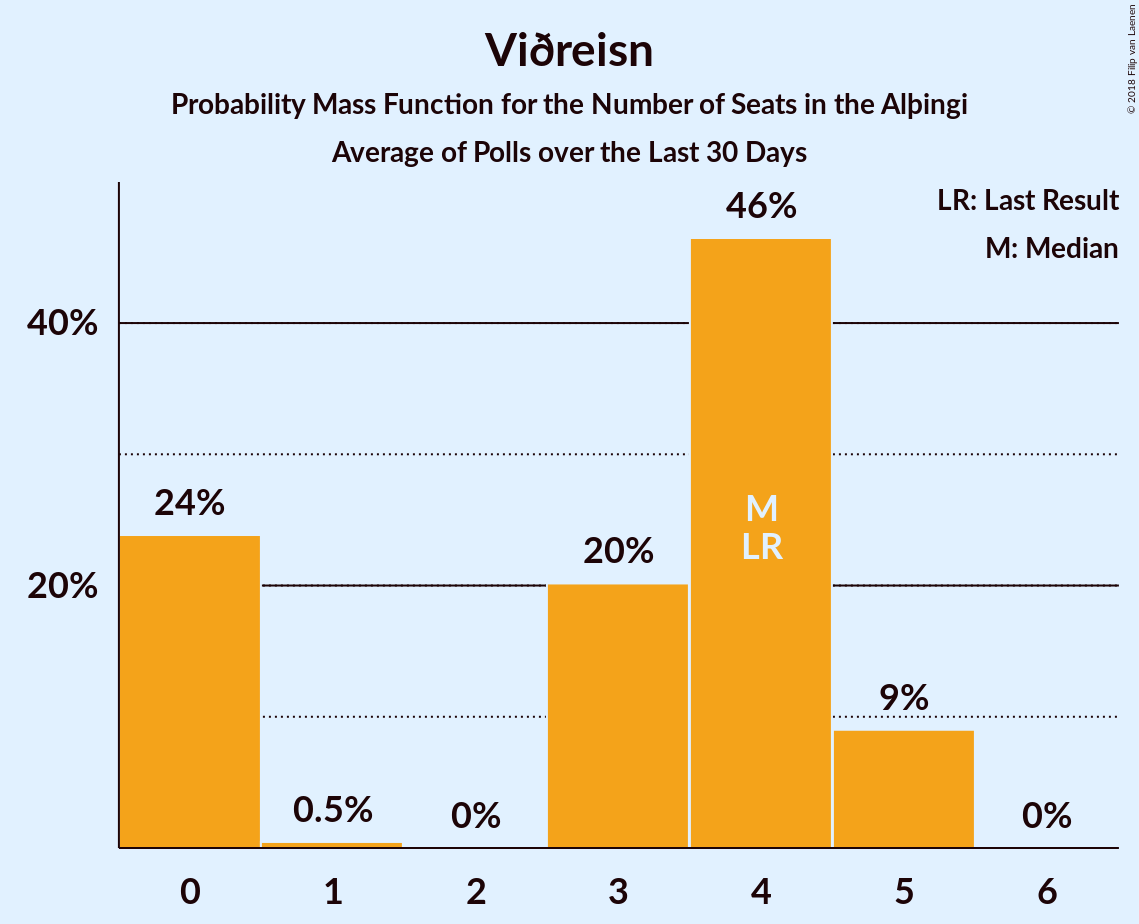 Viðreisn
Probability Mass Function for the Number of Seats in the Alþingi
Average of Polls over the Last 30 Days
© 2018 Filip van Laenen
LR: Last Result
M: Median
40%
20%
24%
0.5%
0%
20%
46%
M
LR
9%
0%
0 1 2 3 4 5 6